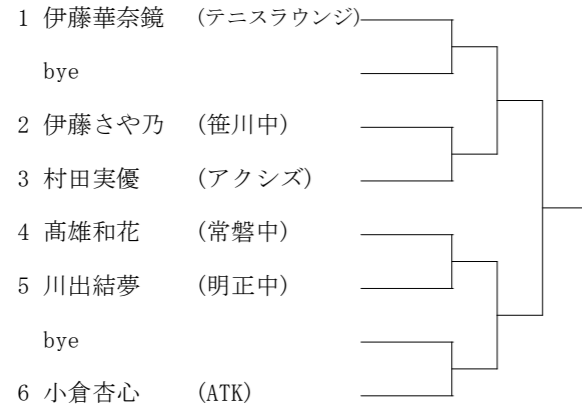 1 伊藤華奈鏡 (テニスラウンジ)
bye
2 伊藤さや乃 (笹川中)
3 村田実優 (アクシズ)
4 髙雄和花 (常磐中)
5 川出結夢 (明正中)
bye
6 小倉杏心 (ATK)